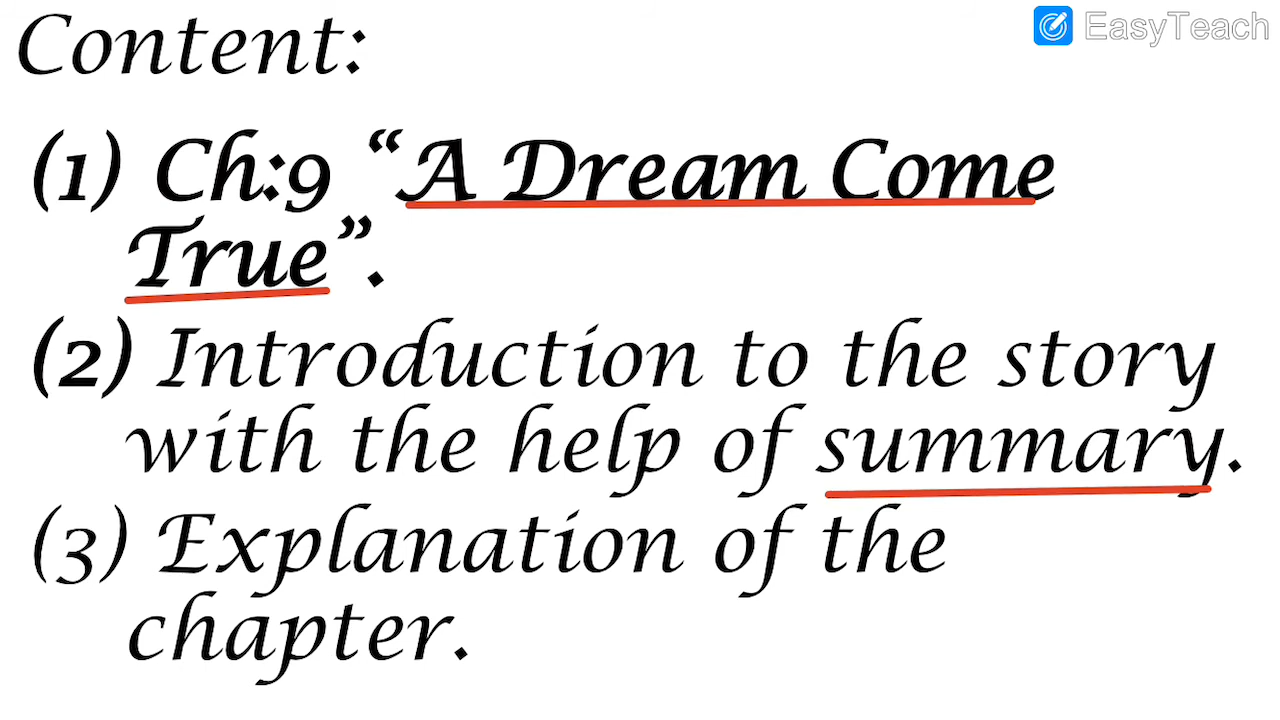 Content:
EasyTeach
(1) Ch:9 “A Dream Come
True”.
(2) Introduction to the story
with the help of summary.
(3) Explanation of the
chapter.